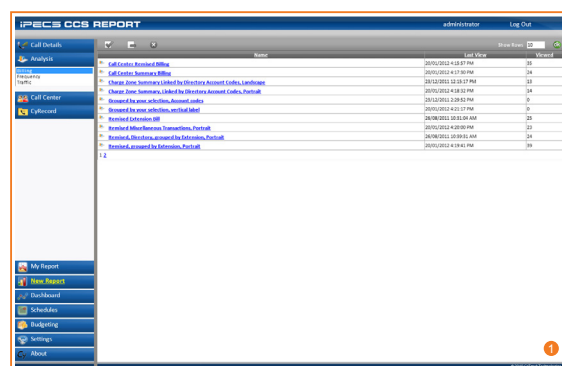 iPECS CCS REPORT
administrator
Log Out
Call Details
Show Rows 10
Analysis
Name
Last View
Viewed
Call Center Itemised Billing
20/01/2012 4:15:57 PM
35
Call Center Summary Billing
20/01/2012 4:17:30 PM
24
Charge Zone Summary Linked by Directory Account Codes, Landscape
23/12/2011 12:15:17 PM
13
Charge Zone Summary, Linked by Directory Account Codes, Portrait
20/01/2012 4:18:32 PM
14
Grouped by your selection, Account codes
23/12/2011 2:29:52 PM
0
Grouped by your selection, vertical label
20/01/2012 4:21:17 PM
0
Itemised Extension Bill
26/08/2011 10:31:04 AM
25
Itemised Miscellaneous Transactions, Portrait
20/01/2012 4:20:00 PM
23
Itemised, Directory, grouped by Extension, Portrait
26/08/2011 10:39:31 AM
24
Itemised, grouped by Extension, Portrait
20/01/2012 4:19:41 PM
39
1 2
Frequency
Traffic
Call Center
CyRecord
My Report
New Report
Dashboard
Schedules
Budgeting
Settings
About
1